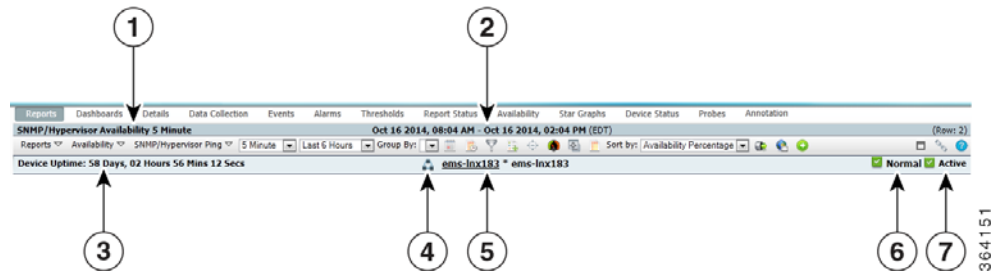 1
2
Reports Dashboards Details Data Collection Events Alarms Thresholds Report Status Availability Star Graphs Device Status Probes Annotation
SNMP/Hypervisor Availability 5 Minute Oct 16 2014, 08:04 AM - Oct 16 2014, 02:04 PM (EDT) (Row: 2)
Reports Availability SNMP/Hypervisor Ping 5 Minute Last 6 Hours Group By: Sort by: Availability Percentage
Device Uptime: 58 Days, 02 Hours 56 Mins 12 Secs ems-lnx183 * ems-lnx183 Normal Active
3
4
5
6
7
364151